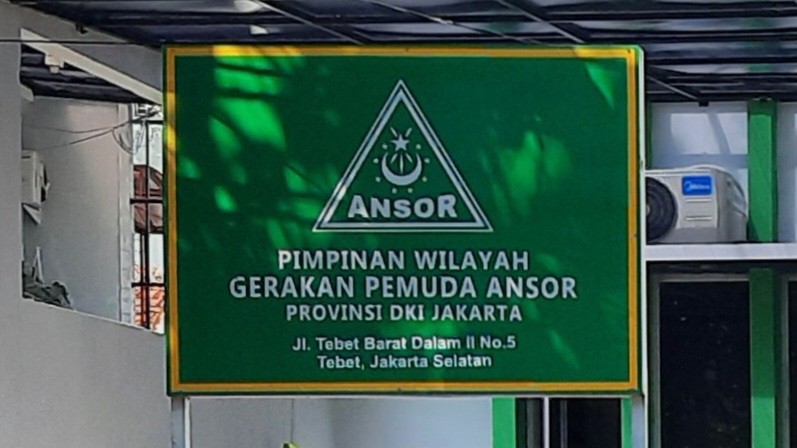 ANSOR
PIMPINAN WILAYAH
GERAKAN PEMUDA ANSOR
PROVINSI DKI JAKARTA
Jl. Tebet Barat Dalam II No.5
Tebet, Jakarta Selatan
Midea